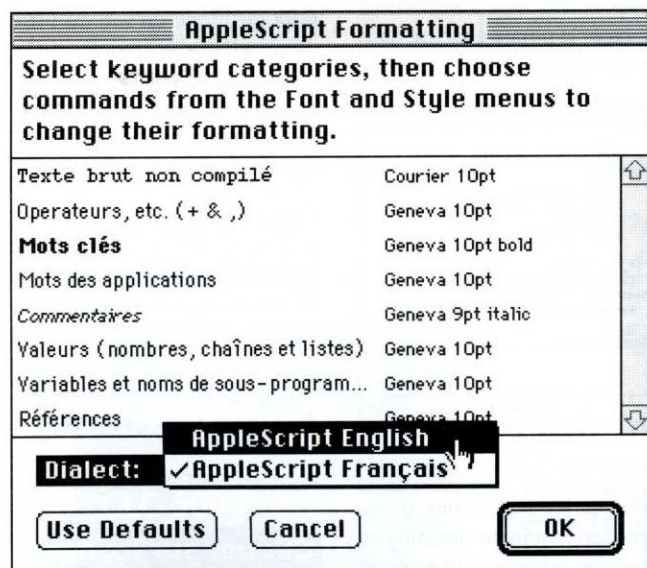 AppleScript Formatting
Select keyword categories, then choose
commands from the Font and Style menus to
change their formatting.
Texte brut non compilé Courier 10pt
Operateurs, etc. (+ & ,) Geneva 10pt
Mots clés Geneva 10pt bold
Mots des applications Geneva 10pt
Commentaires Geneva 9pt italic
Valeurs (nombres, chaînes et listes) Geneva 10pt
Variables et noms de sous-program... Geneva 10pt
Références Geneva 10pt
AppleScript English
Dialect: ✓AppleScript Français
Use Defaults Cancel OK